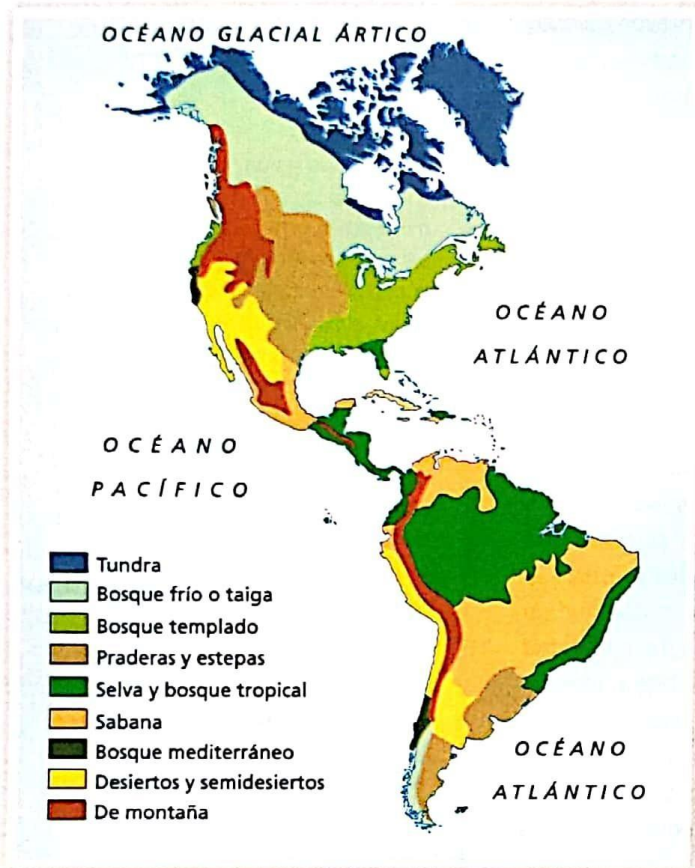 OCÉANO GLACIAL ÁRTICO
OCÉANO
ATLÁNTICO
OCÉANO
PACÍFICO
Tundra
Bosque frío o taiga
Bosque templado
Praderas y estepas
Selva y bosque tropical
Sabana
Bosque mediterráneo
Desiertos y semidesiertos
De montaña
OCÉANO
ATLÁNTICO